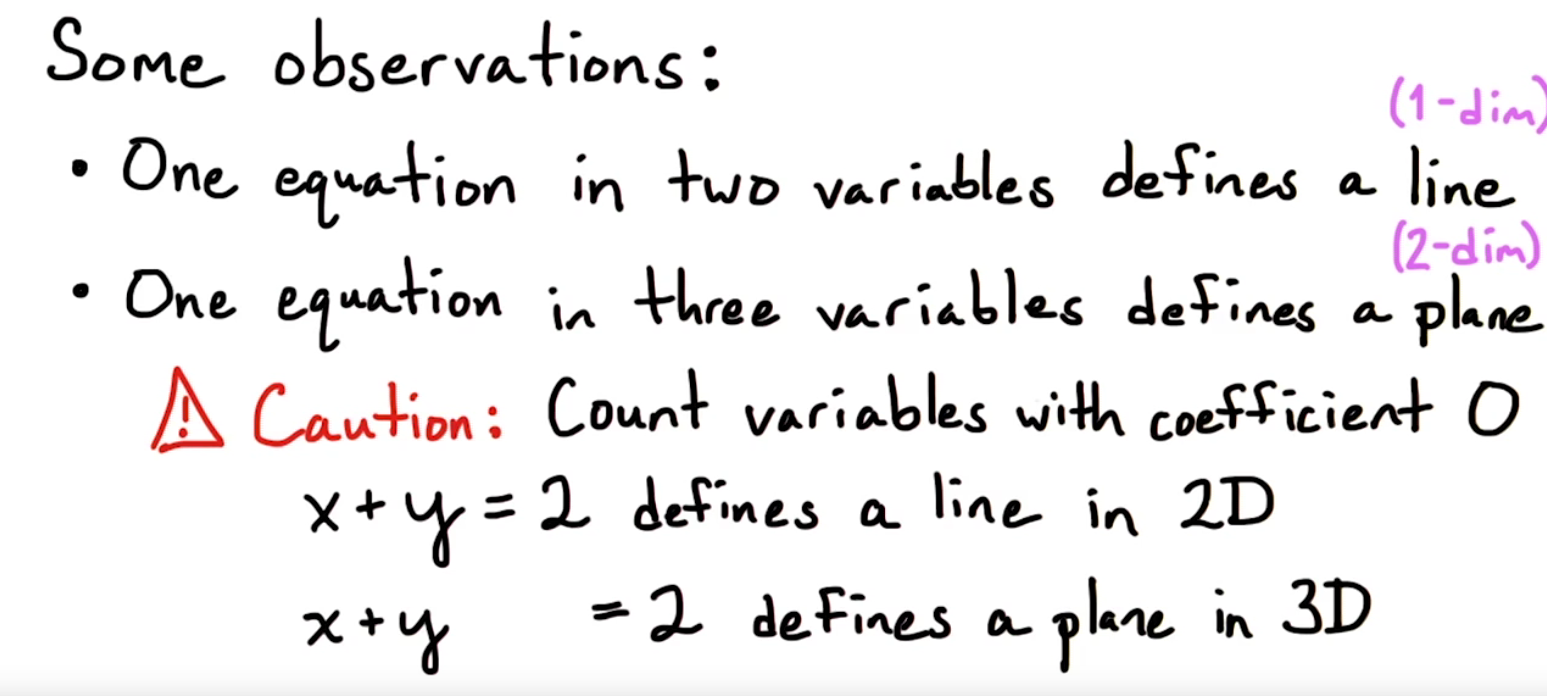 Some observations:
(1-dim)
• One equation in two variables defines a line
(2-dim)
• One equation in three variables defines a plane
⚠ Caution: Count variables with coefficient 0
x+y=2 defines a line in 2D
x+y =2 defines a plane in 3D